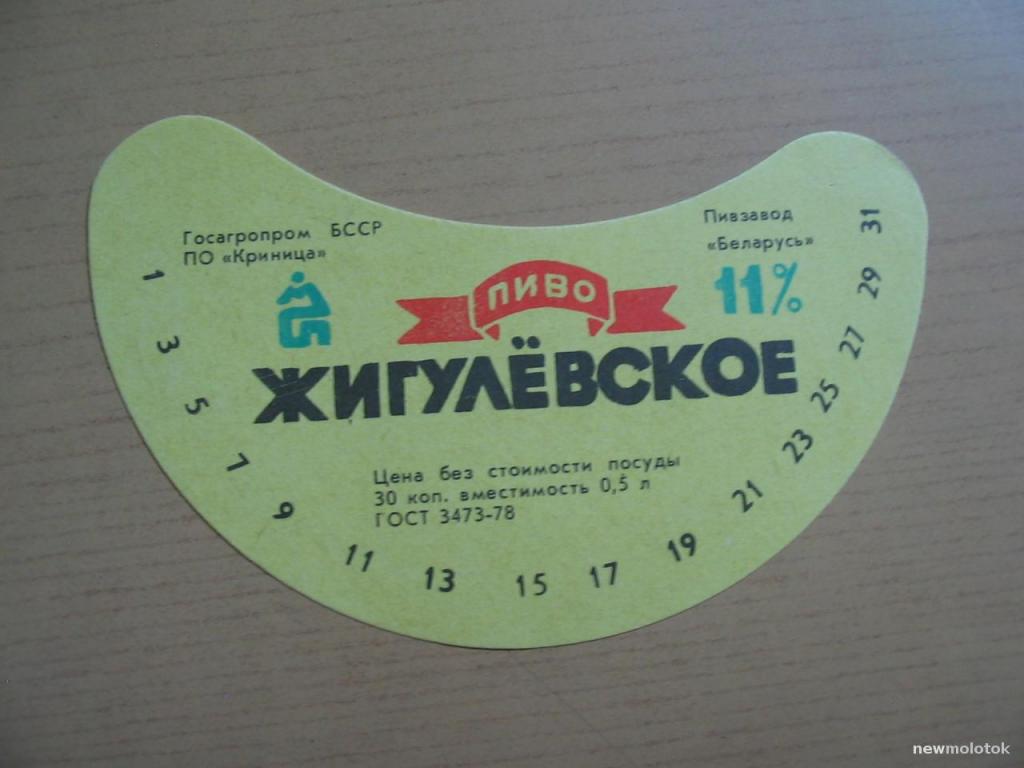 Госагропром БССР
ПО «Криница»
Пивзавод
«Беларусь»
ПИВО
11%
ЖИГУЛЁВСКОЕ
Цена без стоимости посуды
30 коп. вместимость 0,5 л
ГОСТ 3473-78
1 3 5 7 9 11 13 15 17 19 21 23 25 27 29 31
newmolotok